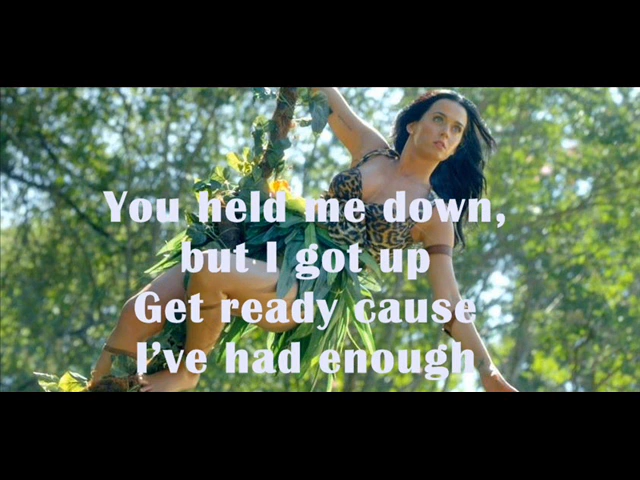 You held me down,
but I got up
Get ready cause
I've had enough